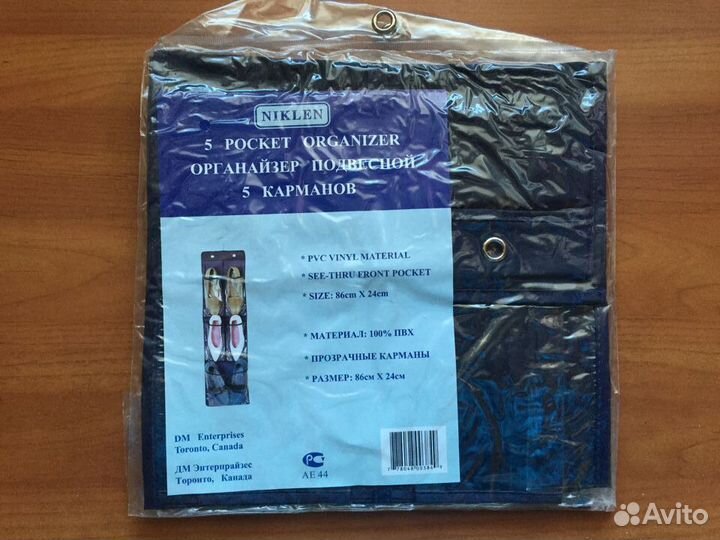 NIKLEN
5 POCKET ORGANIZER
ОРГАНАЙЗЕР ПОДВЕСНОЙ
5 КАРМАНОВ
* PVC VINYL MATERIAL
* SEE-THRU FRONT POCKET
* SIZE: 86cm X 24cm
* МАТЕРИАЛ: 100% ПВХ
* ПРОЗРАЧНЫЕ КАРМАНЫ
* РАЗМЕР: 86см X 24см
DM Enterprises
Toronto, Canada
ДМ Энтерпрайзес
Торонто, Канада
АЕ 44
Avito